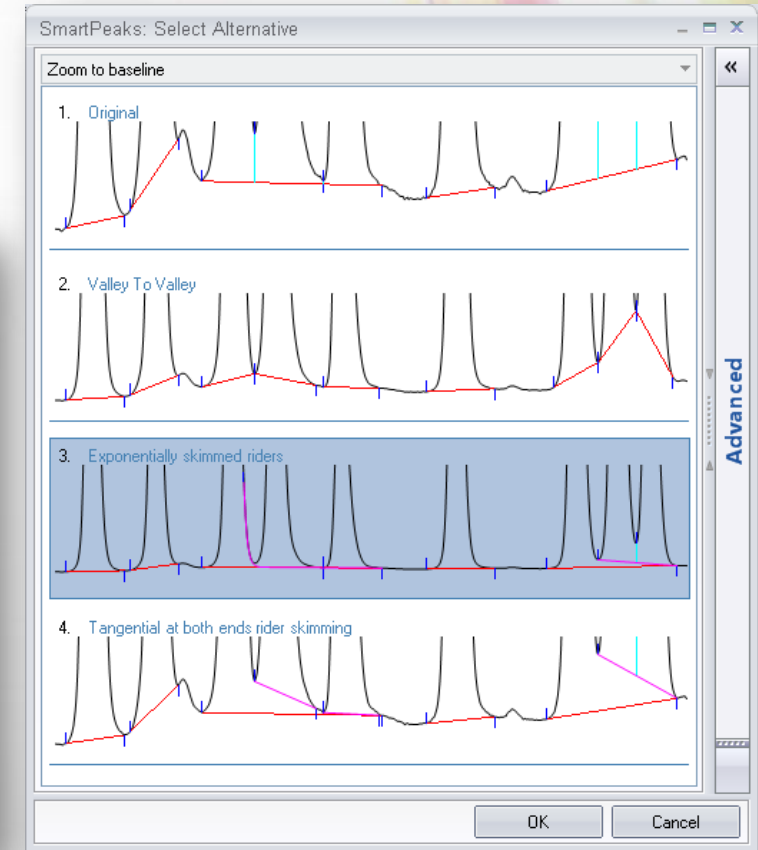 SmartPeaks: Select Alternative
Zoom to baseline
1. Original
2. Valley To Valley
3. Exponentially skimmed riders
4. Tangential at both ends rider skimming
Advanced
OK
Cancel